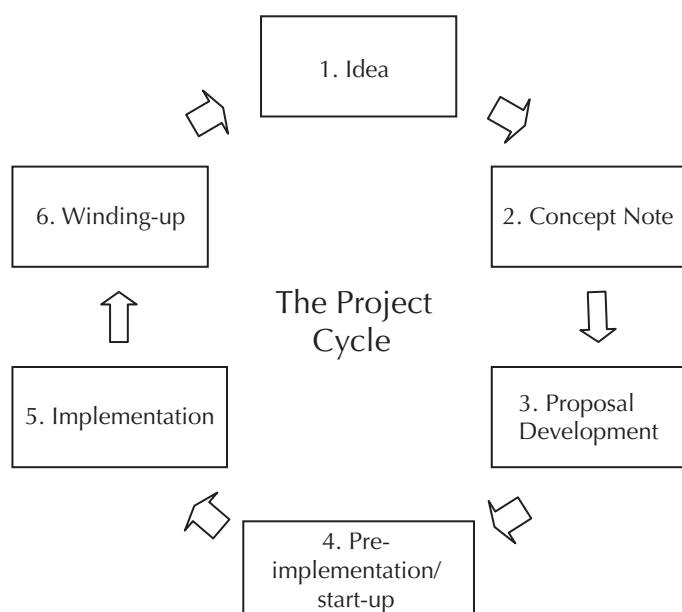 1. Idea
2. Concept Note
3. Proposal
Development
4. Pre-
implementation/
start-up
5. Implementation
6. Winding-up
The Project
Cycle